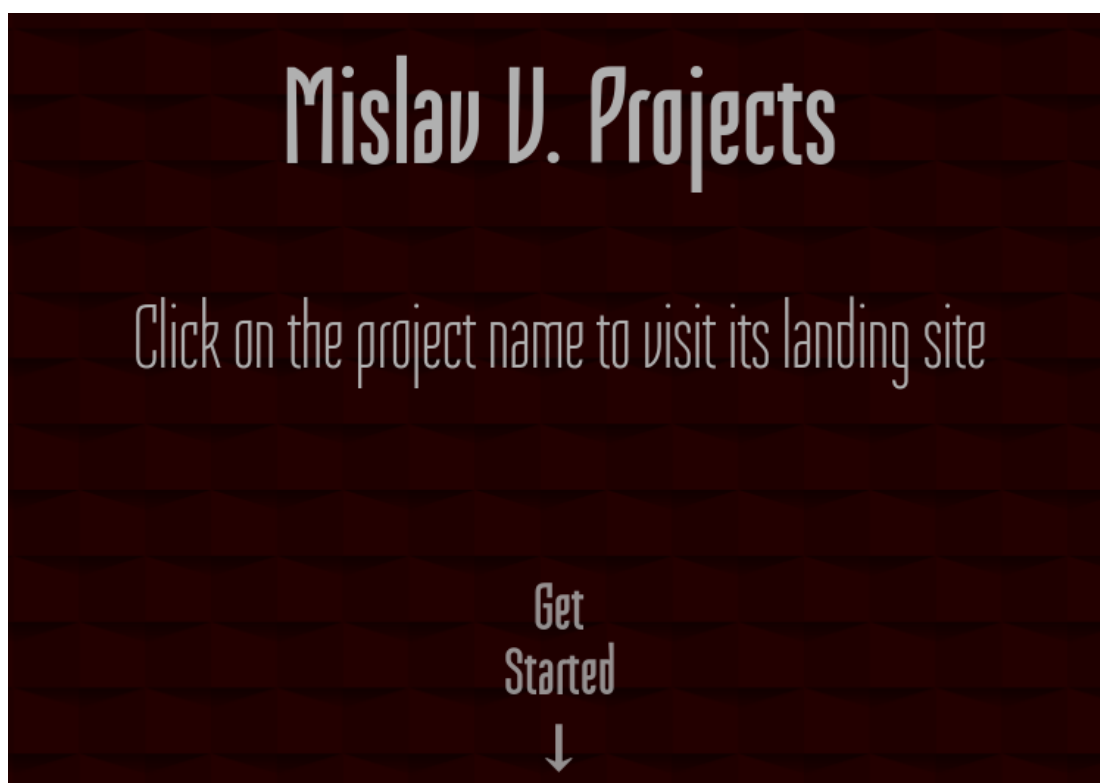 Mislav V. Projects
Click on the project name to visit its landing site
Get
Started
↓